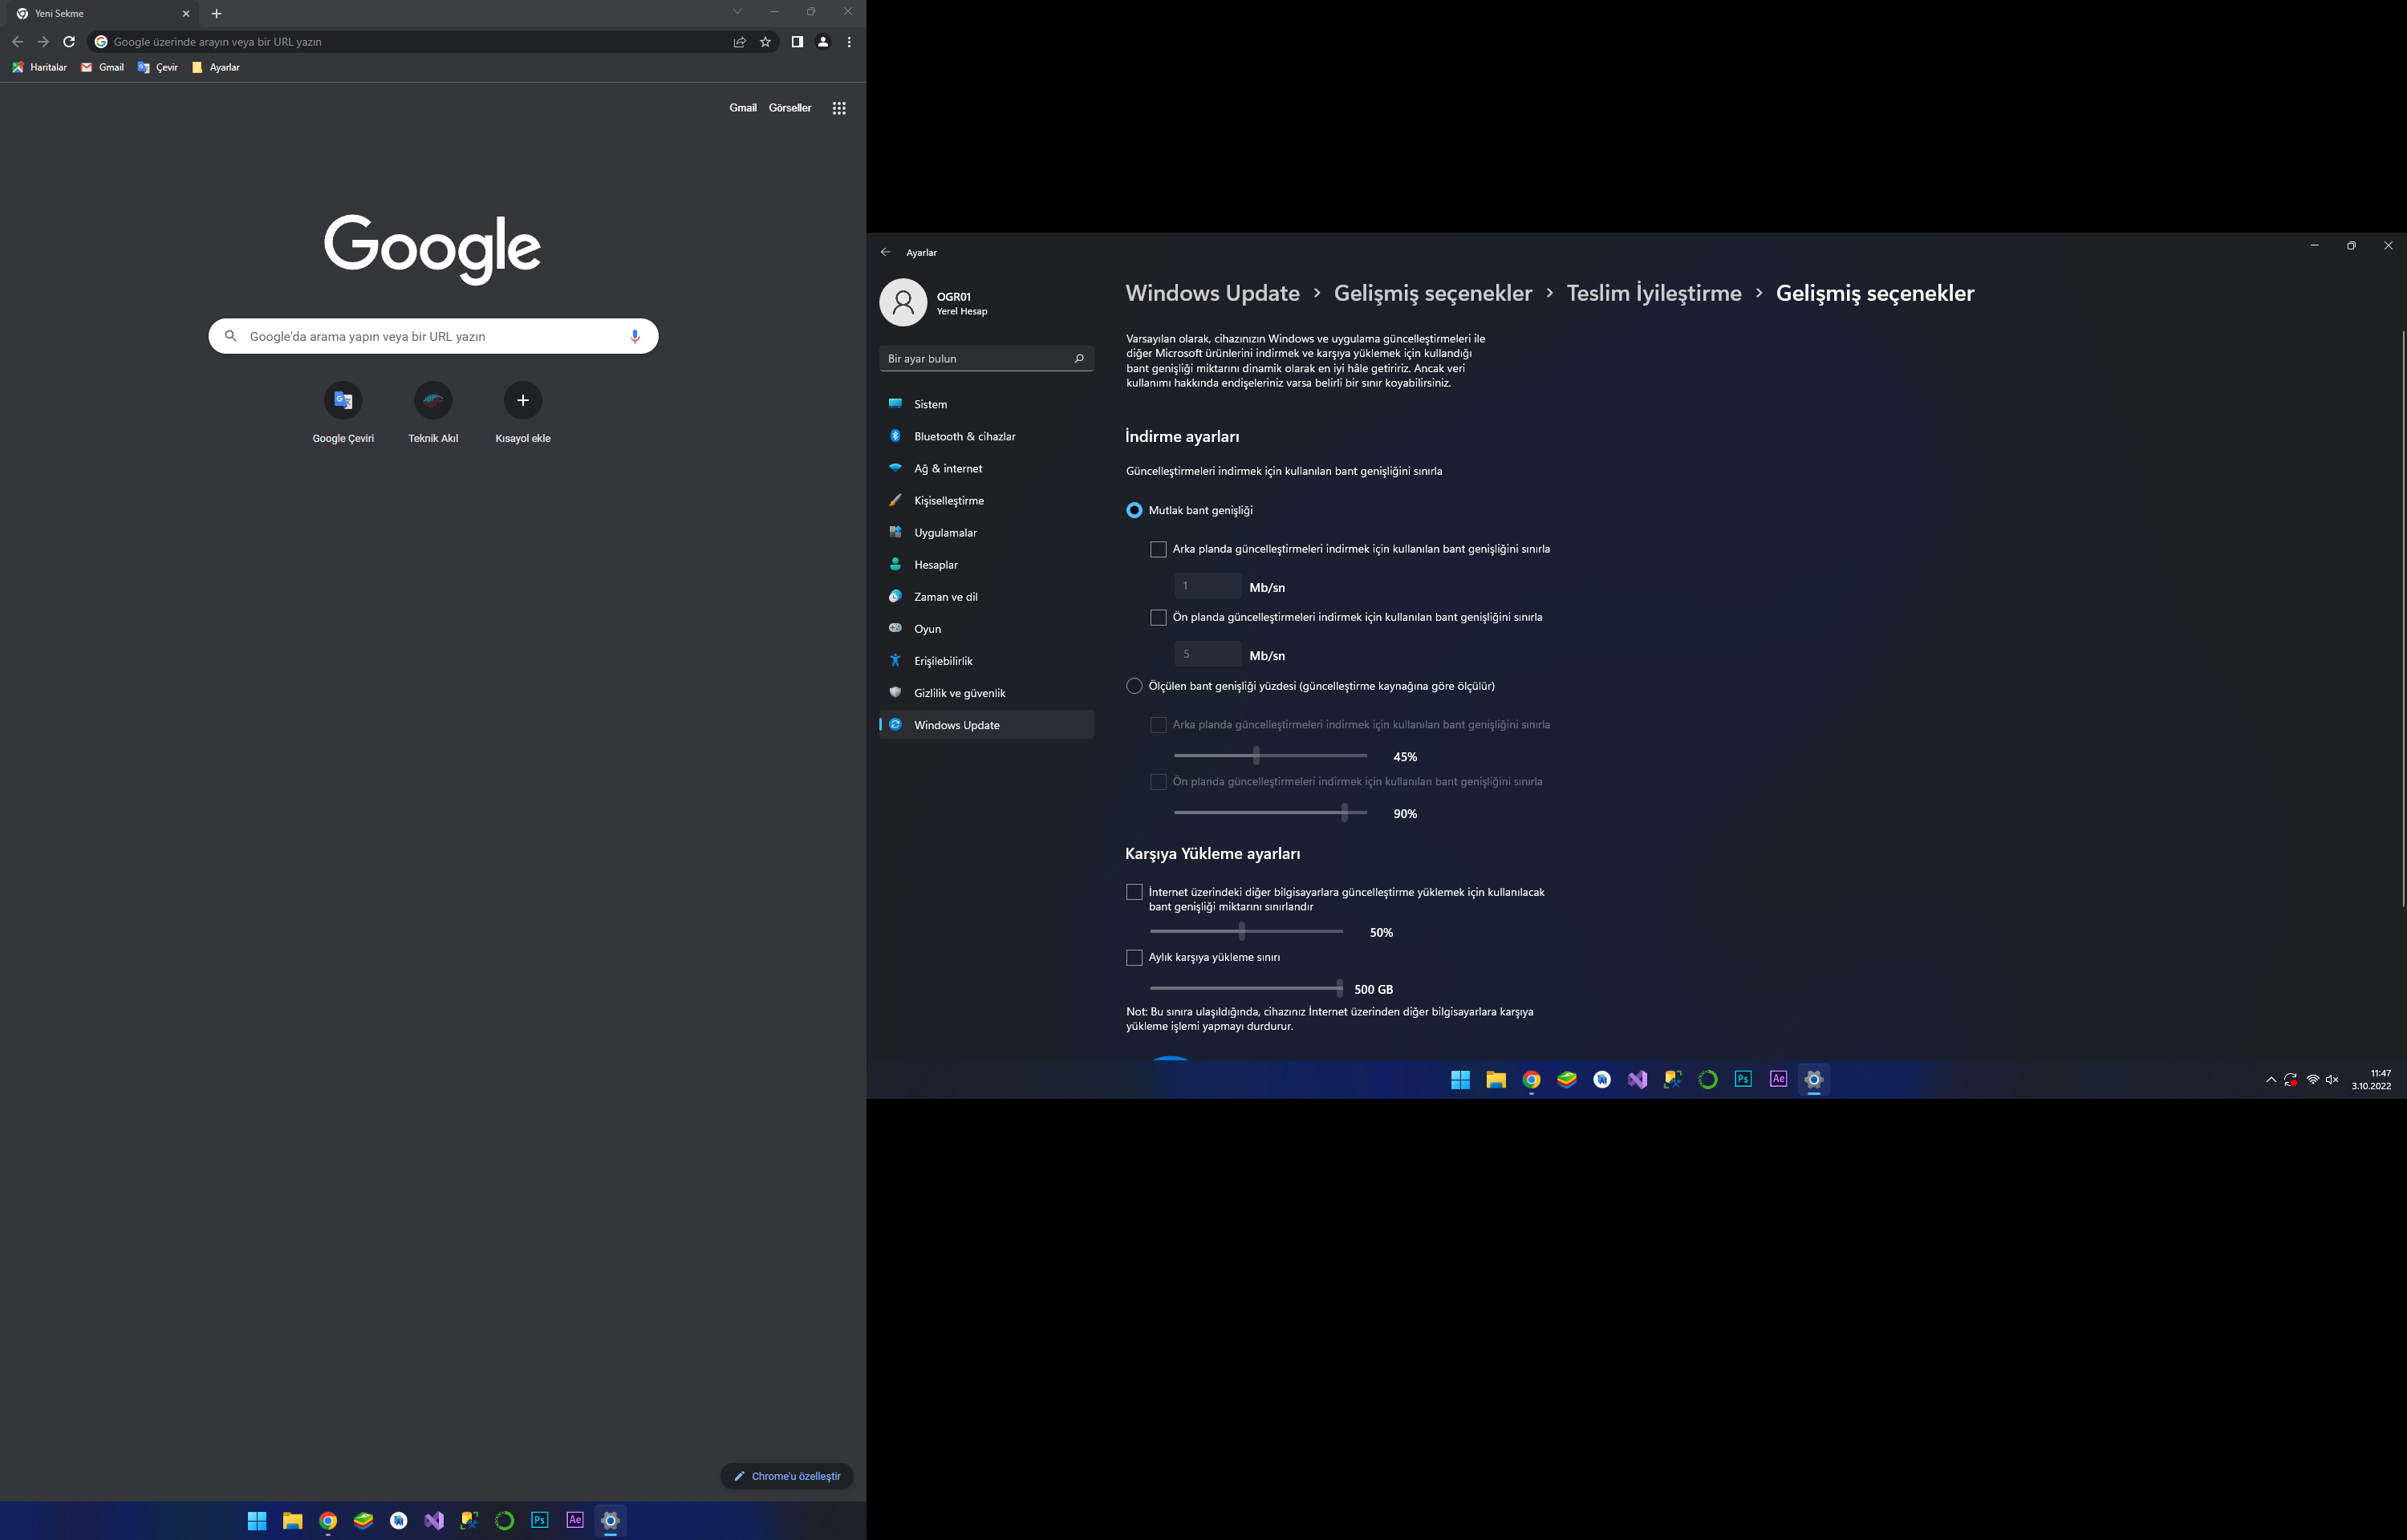 Yeni Sekme
Google üzerinde arayın veya bir URL yazın
Haritalar
Gmail
Çevir
Ayarlar
Gmail
Görseller
Google
Google'da arama yapın veya bir URL yazın
Google Çeviri
Teknik Akıl
Kısayol ekle
Chrome'u özelleştir
Ps
Ae
Ayarlar
OGR01
Yerel Hesap
Bir ayar bulun
Sistem
Bluetooth & cihazlar
Ağ & internet
Kişiselleştirme
Uygulamalar
Hesaplar
Zaman ve dil
Oyun
Erişilebilirlik
Gizlilik ve güvenlik
Windows Update
Windows Update › Gelişmiş seçenekler › Teslim İyileştirme › Gelişmiş seçenekler
Varsayılan olarak, cihazınızın Windows ve uygulama güncelleştirmeleri ile
diğer Microsoft ürünlerini indirmek ve karşıya yüklemek için kullandığı
bant genişliği miktarını dinamik olarak en iyi hâle getiririz. Ancak veri
kullanımı hakkında endişeleriniz varsa belirli bir sınır koyabilirsiniz.
İndirme ayarları
Güncelleştirmeleri indirmek için kullanılan bant genişliğini sınırla
Mutlak bant genişliği
Arka planda güncelleştirmeleri indirmek için kullanılan bant genişliğini sınırla
1 Mb/sn
Ön planda güncelleştirmeleri indirmek için kullanılan bant genişliğini sınırla
5 Mb/sn
Ölçülen bant genişliği yüzdesi (güncelleştirme kaynağına göre ölçülür)
Arka planda güncelleştirmeleri indirmek için kullanılan bant genişliğini sınırla
45%
Ön planda güncelleştirmeleri indirmek için kullanılan bant genişliğini sınırla
90%
Karşıya Yükleme ayarları
İnternet üzerindeki diğer bilgisayarlara güncelleştirme yüklemek için kullanılacak
bant genişliği miktarını sınırlandır
50%
Aylık karşıya yükleme sınırı
500 GB
Not: Bu sınıra ulaşıldığında, cihazınız İnternet üzerinden diğer bilgisayarlara karşıya
yükleme işlemi yapmayı durdurur.
Ps
Ae
11:47
3.10.2022